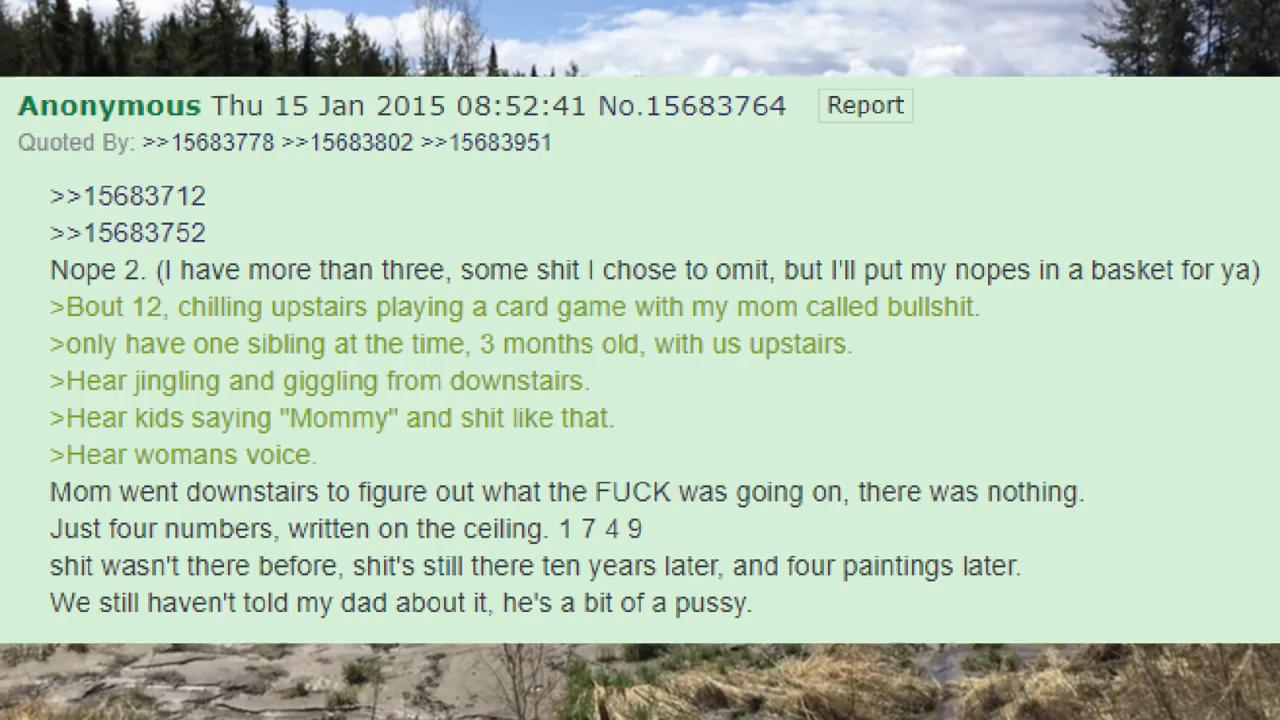 Anonymous Thu 15 Jan 2015 08:52:41 No.15683764 Report
Quoted By: >>15683778 >>15683802 >>15683951
>>15683712
>>15683752
Nope 2. (I have more than three, some shit I chose to omit, but I'll put my nopes in a basket for ya)
>Bout 12, chilling upstairs playing a card game with my mom called bullshit.
>only have one sibling at the time, 3 months old, with us upstairs.
>Hear jingling and giggling from downstairs.
>Hear kids saying "Mommy" and shit like that.
>Hear womans voice.
Mom went downstairs to figure out what the FUCK was going on, there was nothing.
Just four numbers, written on the ceiling. 1 7 4 9
shit wasn't there before, shit's still there ten years later, and four paintings later.
We still haven't told my dad about it, he's a bit of a pussy.